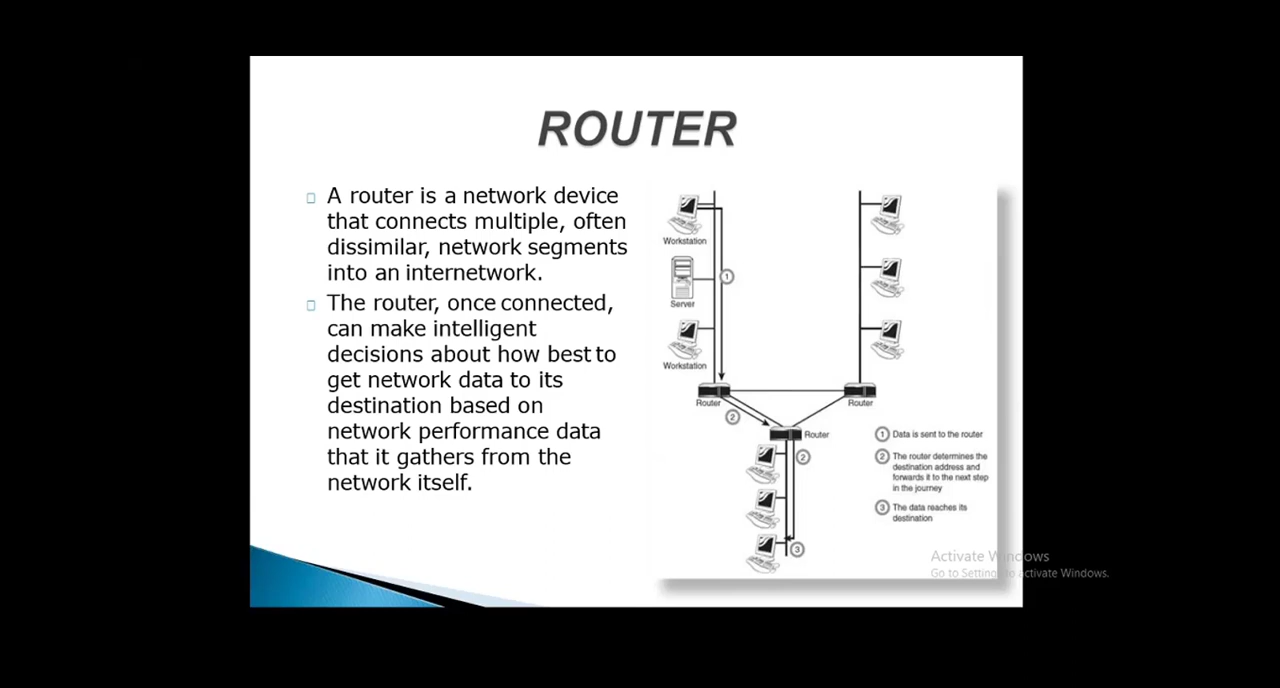 ROUTER
A router is a network device
that connects multiple, often
dissimilar, network segments
into an internetwork.
The router, once connected,
can make intelligent
decisions about how best to
get network data to its
destination based on
network performance data
that it gathers from the
network itself.
Workstation
1
Server
Workstation
Router
Router
2
Router
2
3
1 Data is sent to the router
2 The router determines the
destination address and
forwards it to the next step
in the journey
3 The data reaches its
destination
Activate Windows
Go to Settings to activate Windows.